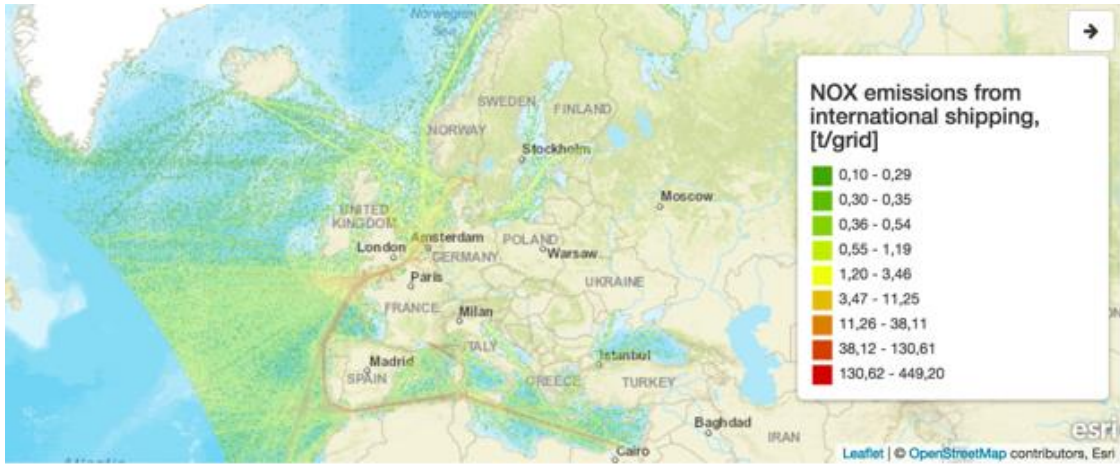 Norwegian
Sea
SWEDEN
FINLAND
NORWAY
Stockholm
Moscow
UNITED
KINGDOM
Amsterdam
London
POLAND
Warsaw
GERMANY
Paris
UKRAINE
FRANCE
Milan
ITALY
Istanbul
Madrid
SPAIN
GREECE
TURKEY
Baghdad
IRAN
Cairo
Atlantic
NOX emissions from
international shipping,
[t/grid]
0,10 - 0,29
0,30 - 0,35
0,36 - 0,54
0,55 - 1,19
1,20 - 3,46
3,47 - 11,25
11,26 - 38,11
38,12 - 130,61
130,62 - 449,20
esri
Leaflet | © OpenStreetMap contributors, Esri